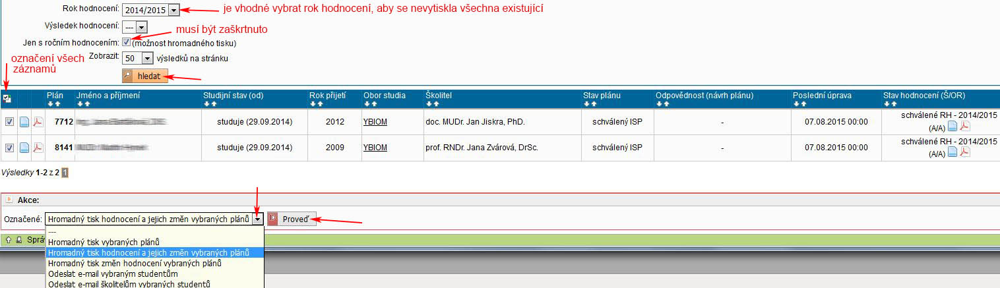 Rok hodnocení: 2014/2015 je vhodné vybrat rok hodnocení, aby se nevytiskla všechna existující
Výsledek hodnocení: ---
musí být zaškrtnuto
Jen s ročním hodnocením: (možnost hromadného tisku)
označení všech
záznamů
Zobrazit: 50 výsledků na stránku
hledat
Plán Jméno a příjmení Studijní stav (od) Rok přijetí Obor studia Školitel Stav plánu Odpovědnost (návrh plánu) Poslední úprava Stav hodnocení (Š/OR)
7712 studuje (29.09.2014) 2012 YBIOM doc. MUDr. Jan Jiskra, PhD. schválený ISP - 07.08.2015 00:00 schválené RH - 2014/2015
(A/A)
8141 studuje (29.09.2014) 2009 YBIOM prof. RNDr. Jana Zvárová, DrSc. schválený ISP - 07.08.2015 00:00 schválené RH - 2014/2015
(A/A)
Výsledky 1-2 z 2 1
Akce:
Označené: Hromadný tisk hodnocení a jejich změn vybraných plánů Proveď
---
Správ
Hromadný tisk vybraných plánů
Hromadný tisk hodnocení a jejich změn vybraných plánů
Hromadný tisk změn hodnocení vybraných plánů
Odeslat e-mail vybraným studentům
Odeslat e-mail školitelům vybraných studentů